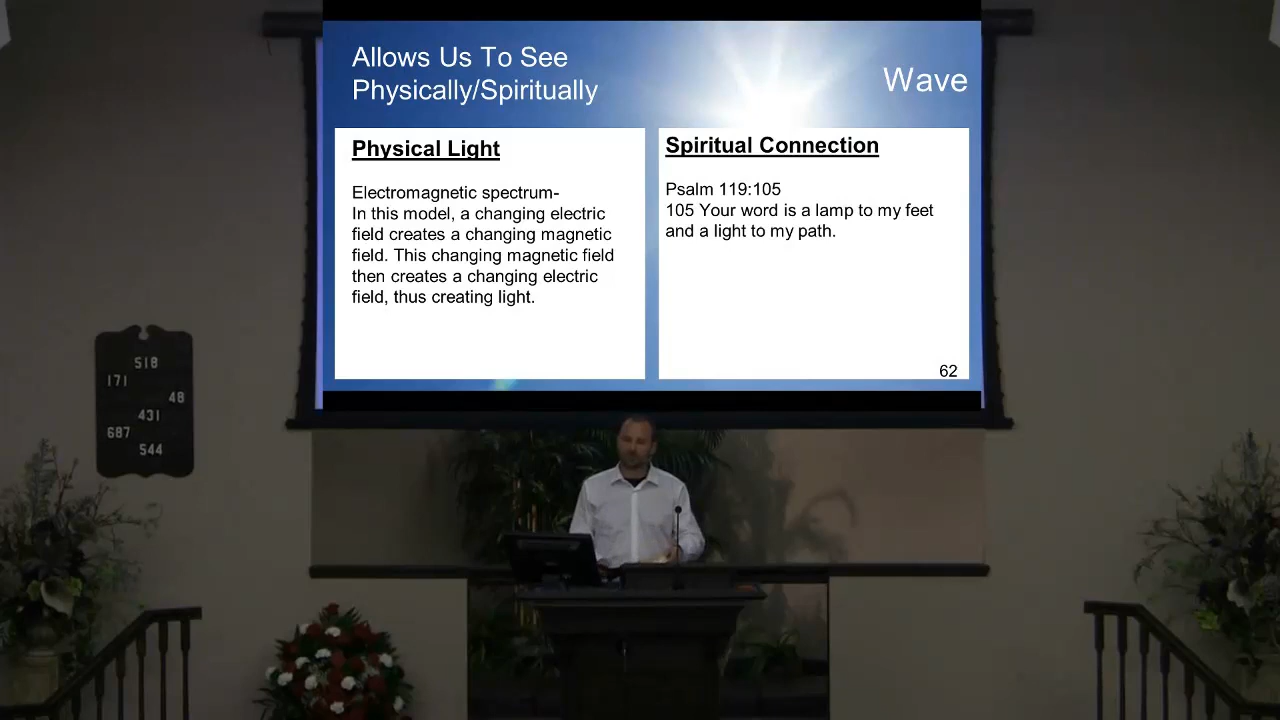 Allows Us To See
Physically/Spiritually
Wave
Physical Light
Electromagnetic spectrum-
In this model, a changing electric
field creates a changing magnetic
field. This changing magnetic field
then creates a changing electric
field, thus creating light.
Spiritual Connection
Psalm 119:105
105 Your word is a lamp to my feet
and a light to my path.
62
518
171
48
431
687
544